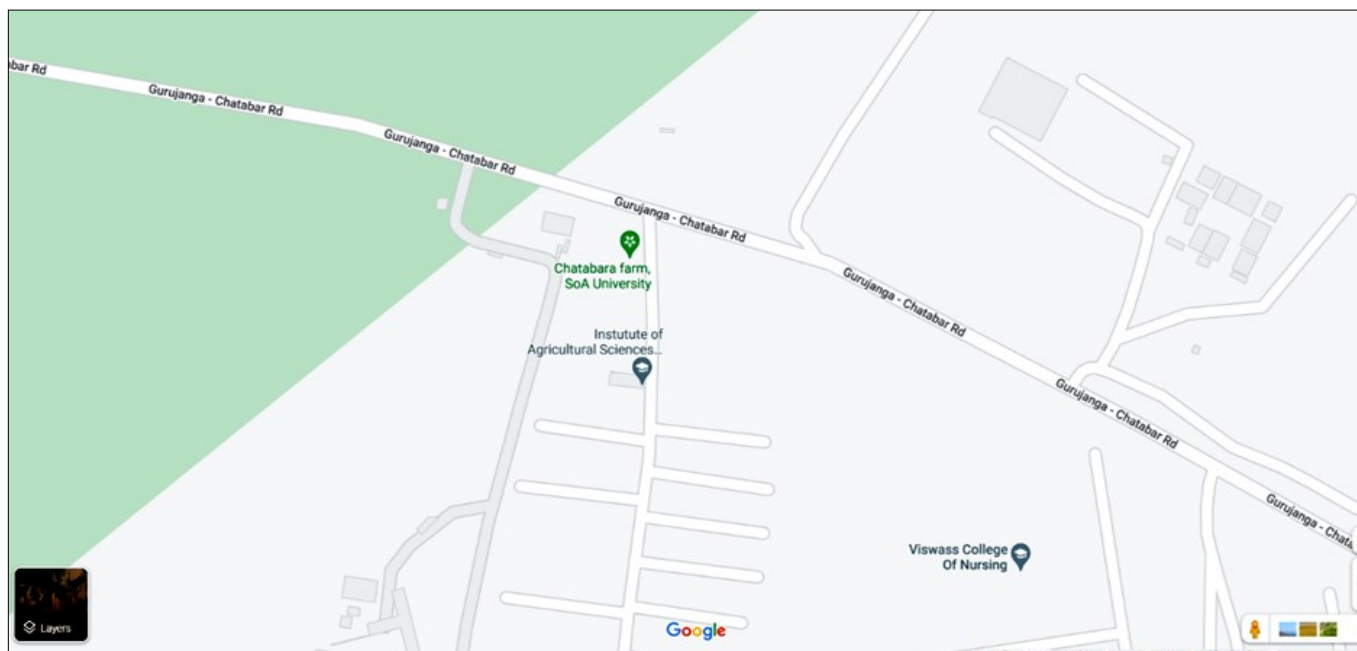 abar Rd
Gurujanga - Chatabar Rd
Gurujanga - Chatabar Rd
Gurujanga - Chatabar Rd
Chatabara farm,
SoA University
Gurujanga - Chatabar Rd
Instutute of
Agricultural Sciences...
Gurujanga - Chatabar Rd
Gurujanga - Chata
Viswass College
Of Nursing
Layers
Google